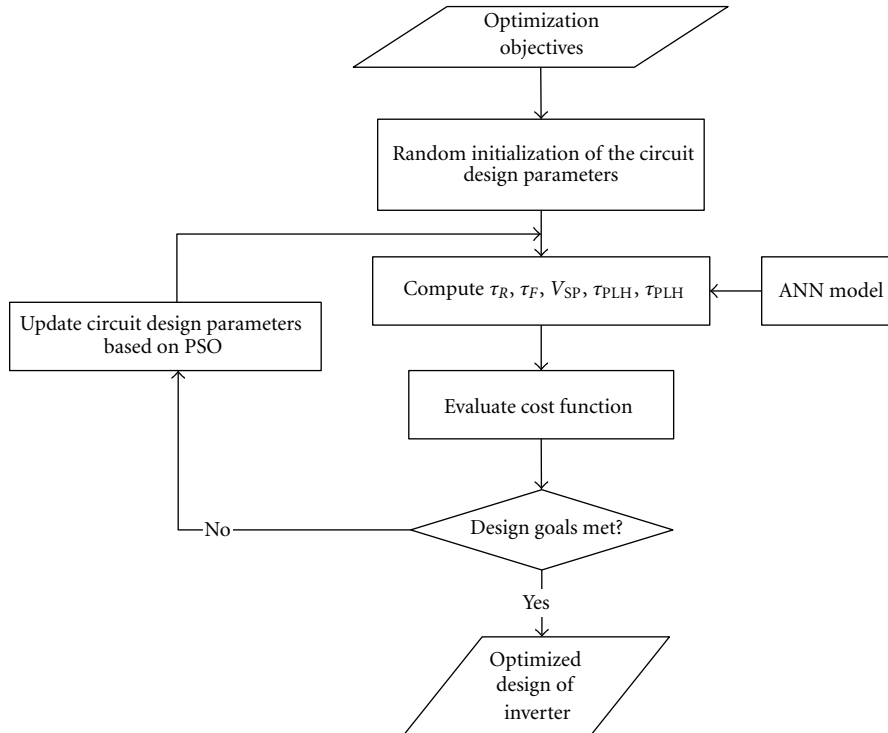 Optimization
objectives
Random initialization of the circuit
design parameters
Compute τR, τF, VSP, τPLH, τPLH
ANN model
Update circuit design parameters
based on PSO
Evaluate cost function
Design goals met?
No
Yes
Optimized
design of
inverter